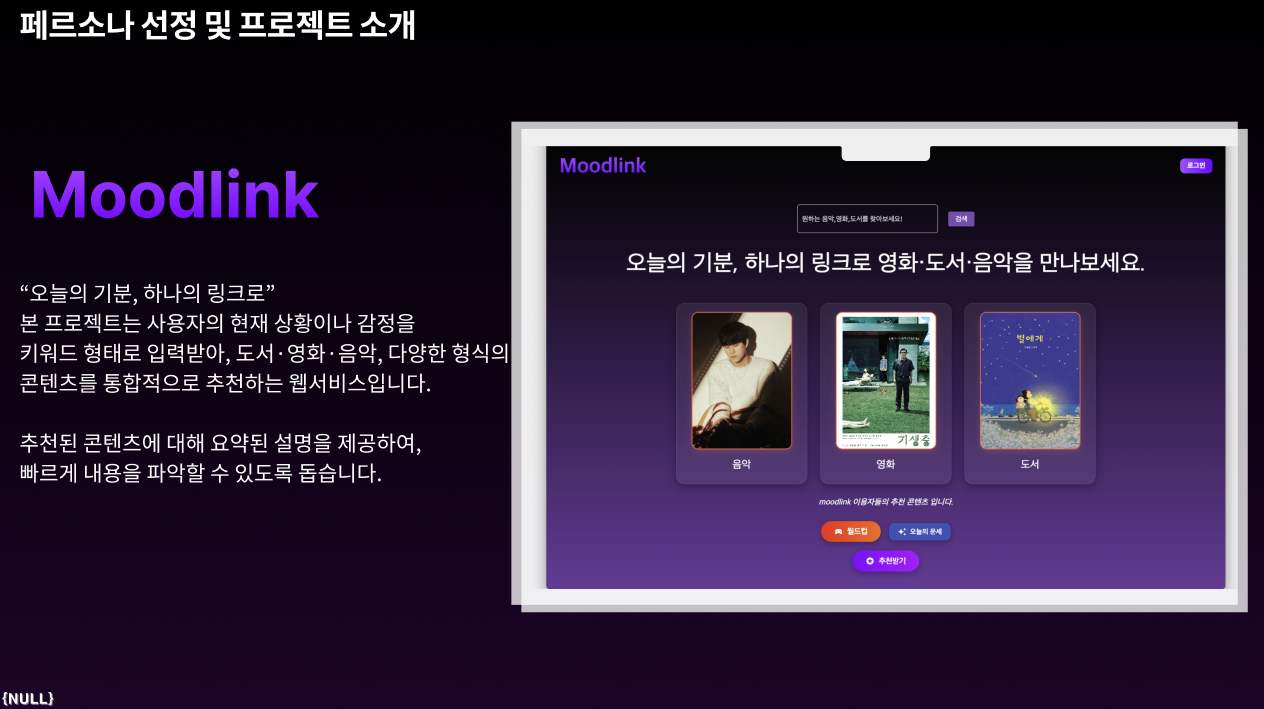 페르소나 선정 및 프로젝트 소개
Moodlink
“오늘의 기분, 하나의 링크로”
본 프로젝트는 사용자의 현재 상황이나 감정을
키워드 형태로 입력받아, 도서·영화·음악, 다양한 형식의
콘텐츠를 통합적으로 추천하는 웹서비스입니다.
추천된 콘텐츠에 대해 요약된 설명을 제공하여,
빠르게 내용을 파악할 수 있도록 돕습니다.
Moodlink
로그인
원하는 음악,영화,도서를 찾아보세요!
검색
오늘의 기분, 하나의 링크로 영화·도서·음악을 만나보세요.
기생충
별에게
음악
영화
도서
moodlink 이용자들의 추천 콘텐츠 입니다.
월드컵
오늘의 운세
추천받기
{NULL}